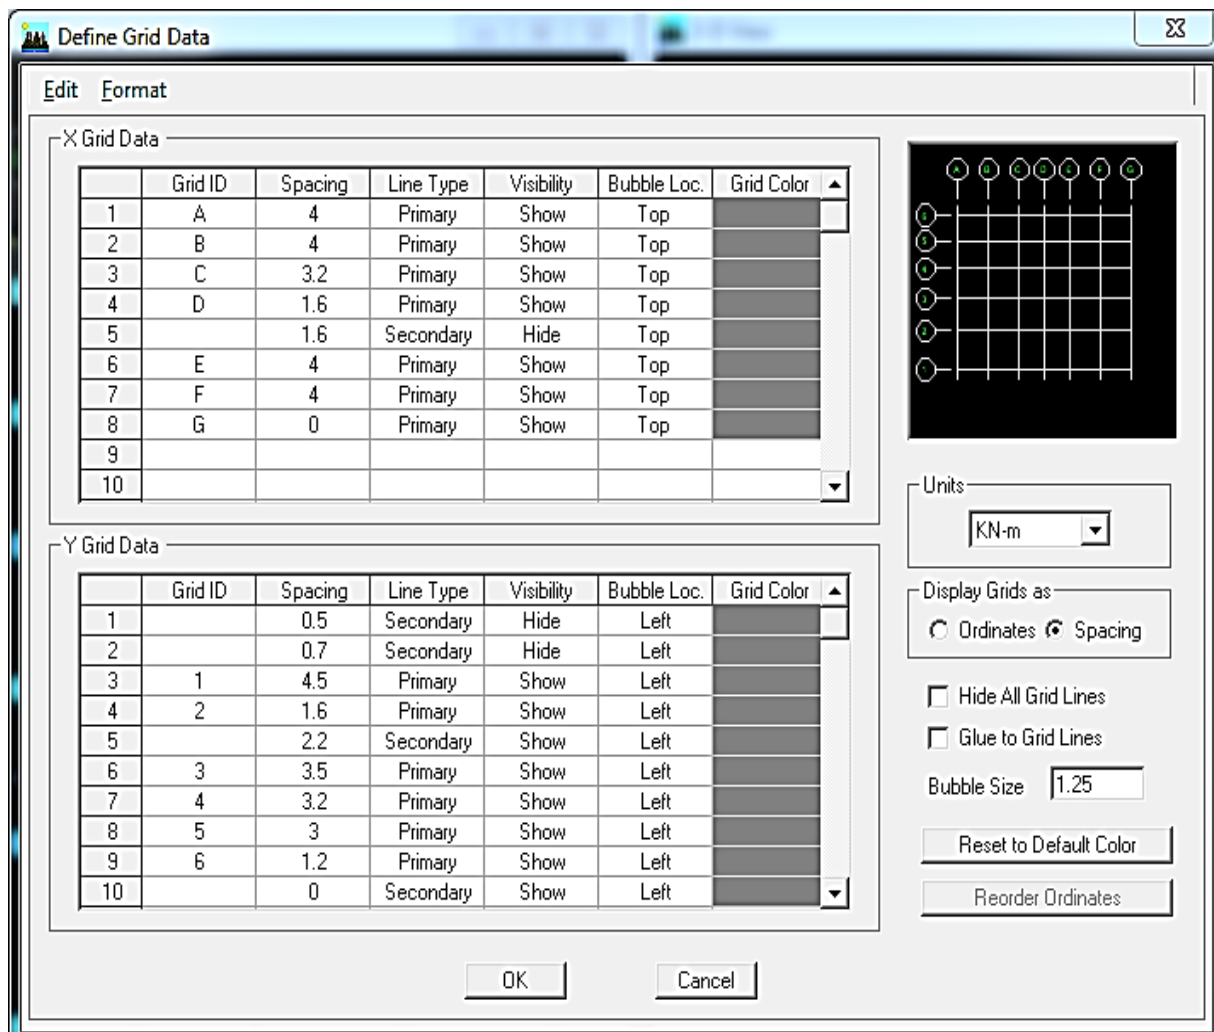 Define Grid Data
Edit Format
X Grid Data
Grid ID Spacing Line Type Visibility Bubble Loc. Grid Color
1 A 4 Primary Show Top
2 B 4 Primary Show Top
3 C 3.2 Primary Show Top
4 D 1.6 Primary Show Top
5 1.6 Secondary Hide Top
6 E 4 Primary Show Top
7 F 4 Primary Show Top
8 G 0 Primary Show Top
9
10
Y Grid Data
Grid ID Spacing Line Type Visibility Bubble Loc. Grid Color
1 0.5 Secondary Hide Left
2 0.7 Secondary Hide Left
3 1 4.5 Primary Show Left
4 2 1.6 Primary Show Left
5 2.2 Secondary Show Left
6 3 3.5 Primary Show Left
7 4 3.2 Primary Show Left
8 5 3 Primary Show Left
9 6 1.2 Primary Show Left
10 0 Secondary Show Left
A B C D E F G
6
5
4
3
2
1
Units
KN-m
Display Grids as
Ordinates Spacing
Hide All Grid Lines
Glue to Grid Lines
Bubble Size 1.25
Reset to Default Color
Reorder Ordinates
OK Cancel